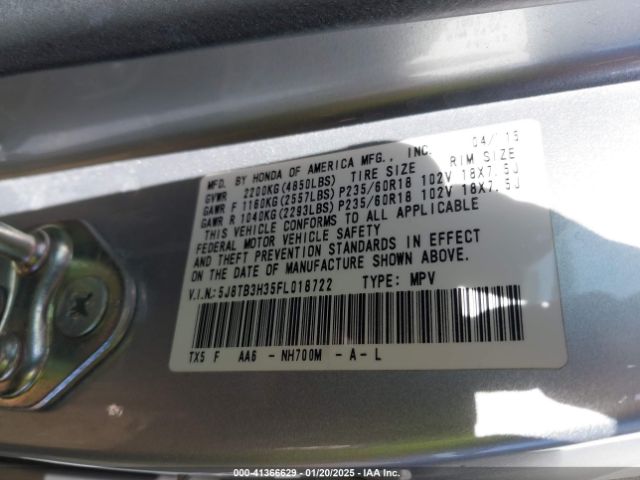 MFD. BY HONDA OF AMERICA MFG., INC. 04/15
GVWR 2200KG(4850LBS) TIRE SIZE RIM SIZE
GAWR F 1160KG(2557LBS)P235/60R18 102V 18X7.5J
GAWR R 1040KG(2293LBS)P235/60R18 102V 18X7.5J
THIS VEHICLE CONFORMS TO ALL APPLICABLE
FEDERAL MOTOR VEHICLE SAFETY
AND THEFT PREVENTION STANDARDS IN EFFECT
ON THE DATE OF MANUFACTURE SHOWN ABOVE.
V.I.N.:5J8TB3H35FL018722 TYPE: MPV
TX5 F AA6 - NH700M - A - L
000-41366629 - 01/20/2025 - IAA Inc.